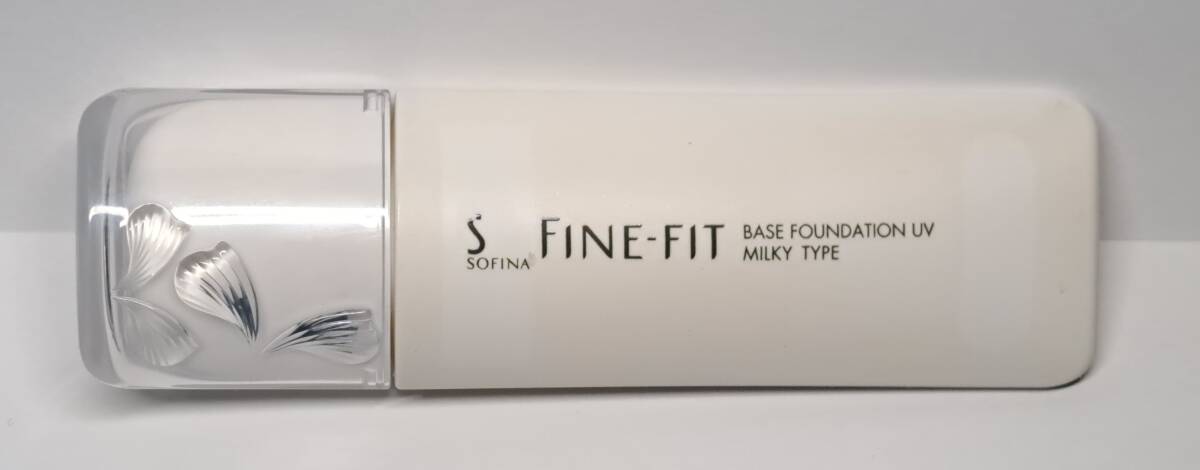 S
SOFINA®
FINE-FIT
BASE FOUNDATION UV
MILKY TYPE